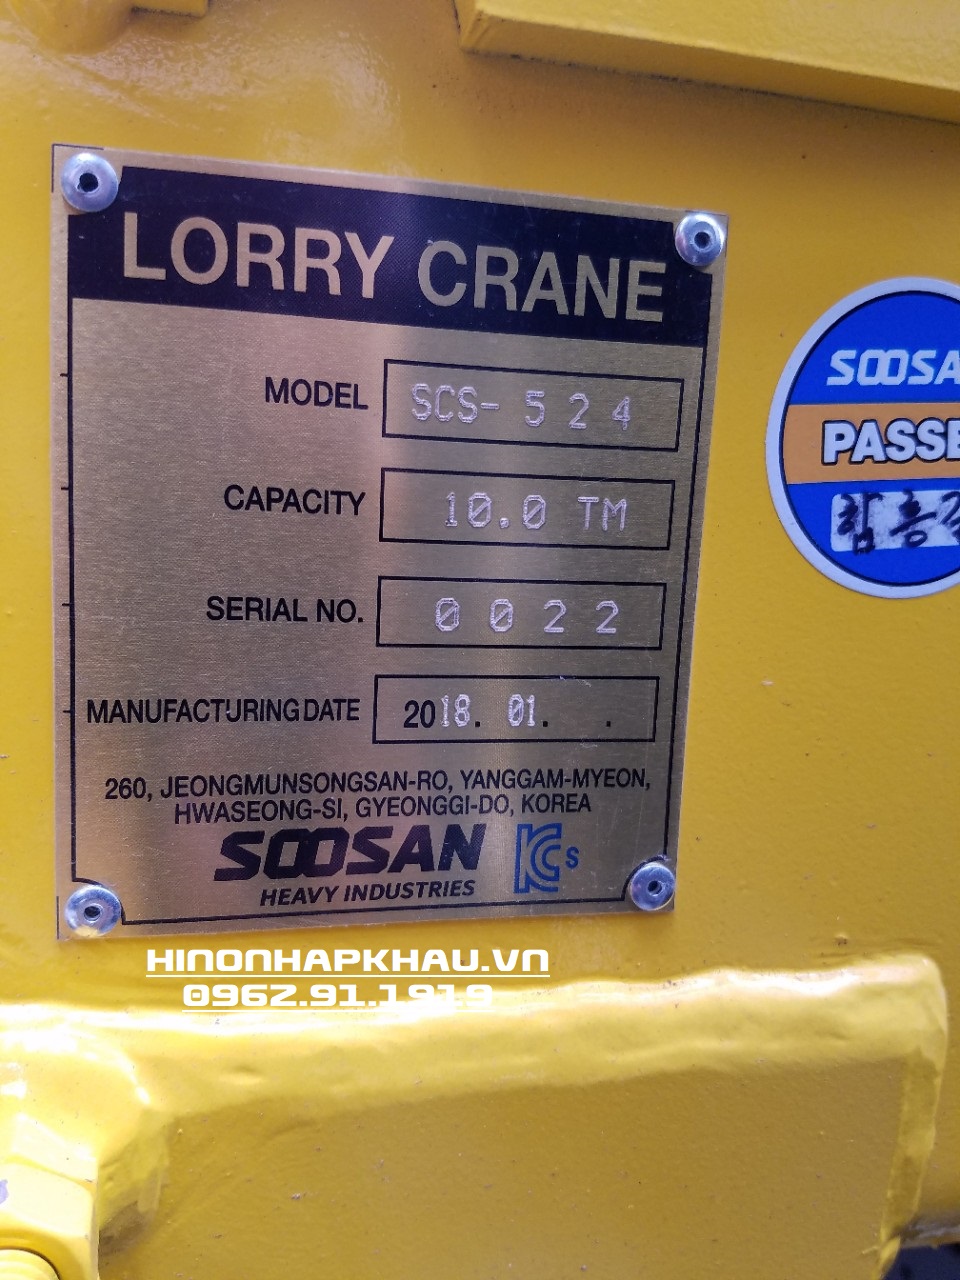 LORRY CRANE
MODEL SCS- 5 2 4
CAPACITY 10.0 TM
SERIAL NO. 0 0 2 2
MANUFACTURING DATE 2018. 01. .
260, JEONGMUNSONGSAN-RO, YANGGAM-MYEON,
HWASEONG-SI, GYEONGGI-DO, KOREA
SOOSAN
HEAVY INDUSTRIES
KCs
SOOSA
PASSE
HINONHAPKHAU.VN
0962.91.1919